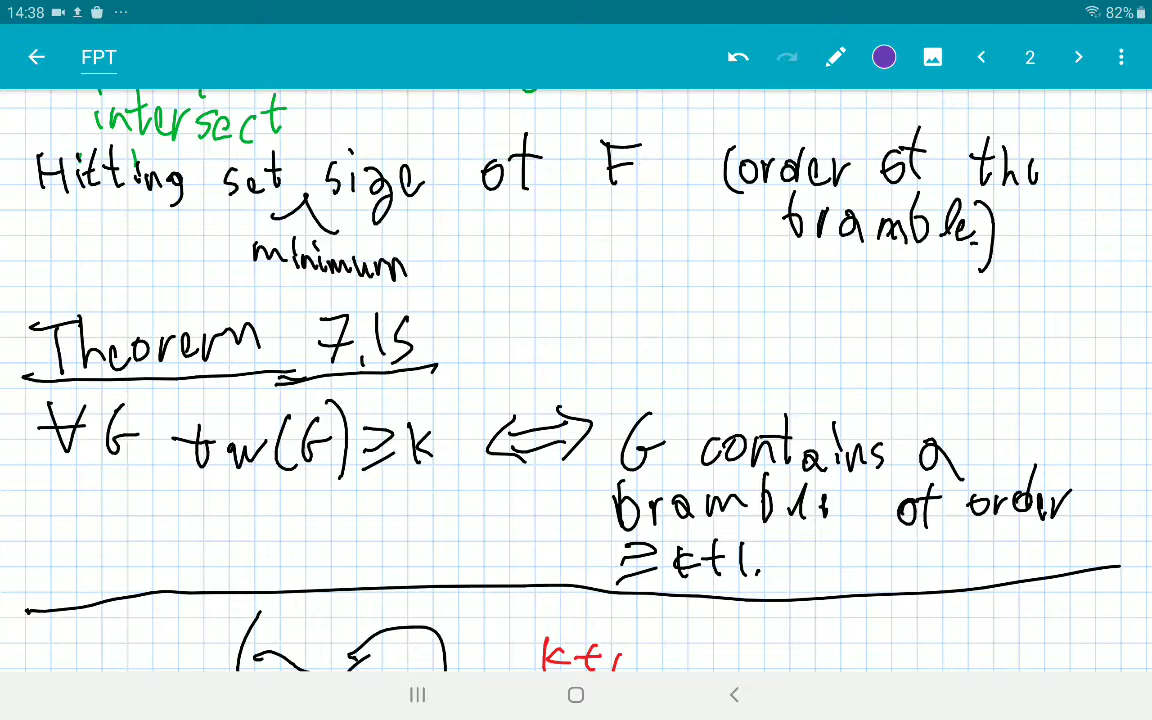 14:38 82%
FPT 2
intersect
Hitting set size of F (order of the
bramble)
minimum
Theorem 7.15
∀ G tw(G) ≥ k ⟺ G contains a
bramble of order
≥ k+1.
k+1